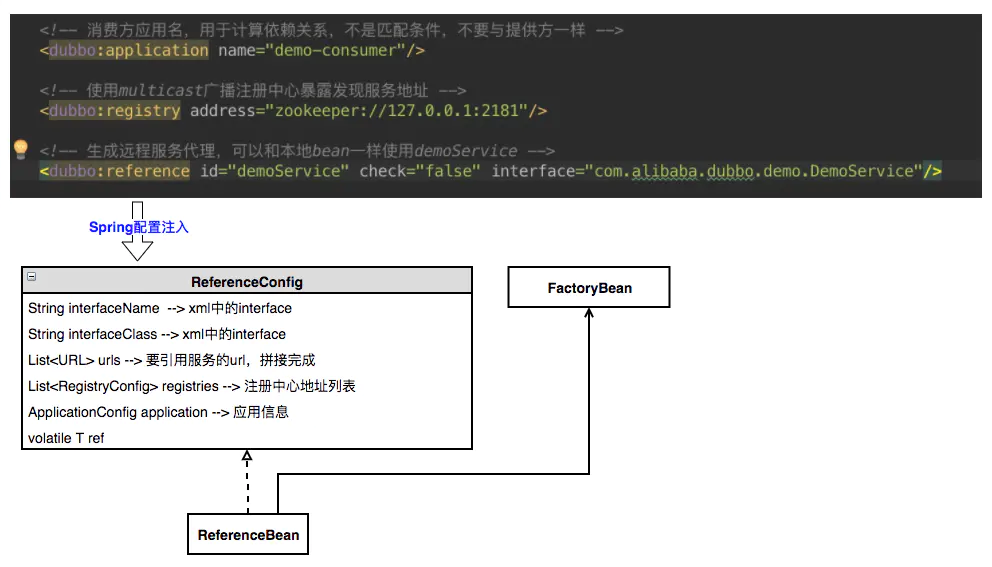 <!-- 消费方应用名，用于计算依赖关系，不是匹配条件，不要与提供方一样 -->
<dubbo:application name="demo-consumer"/>
<!-- 使用multicast广播注册中心暴露发现服务地址 -->
<dubbo:registry address="zookeeper://127.0.0.1:2181"/>
<!-- 生成远程服务代理，可以和本地bean一样使用demoService -->
<dubbo:reference id="demoService" check="false" interface="com.alibaba.dubbo.demo.DemoService"/>
Spring配置注入
ReferenceConfig
String interfaceName --> xml中的interface
String interfaceClass --> xml中的interface
List<URL> urls --> 要引用服务的url，拼接完成
List<RegistryConfig> registries --> 注册中心地址列表
ApplicationConfig application --> 应用信息
volatile T ref
FactoryBean
ReferenceBean